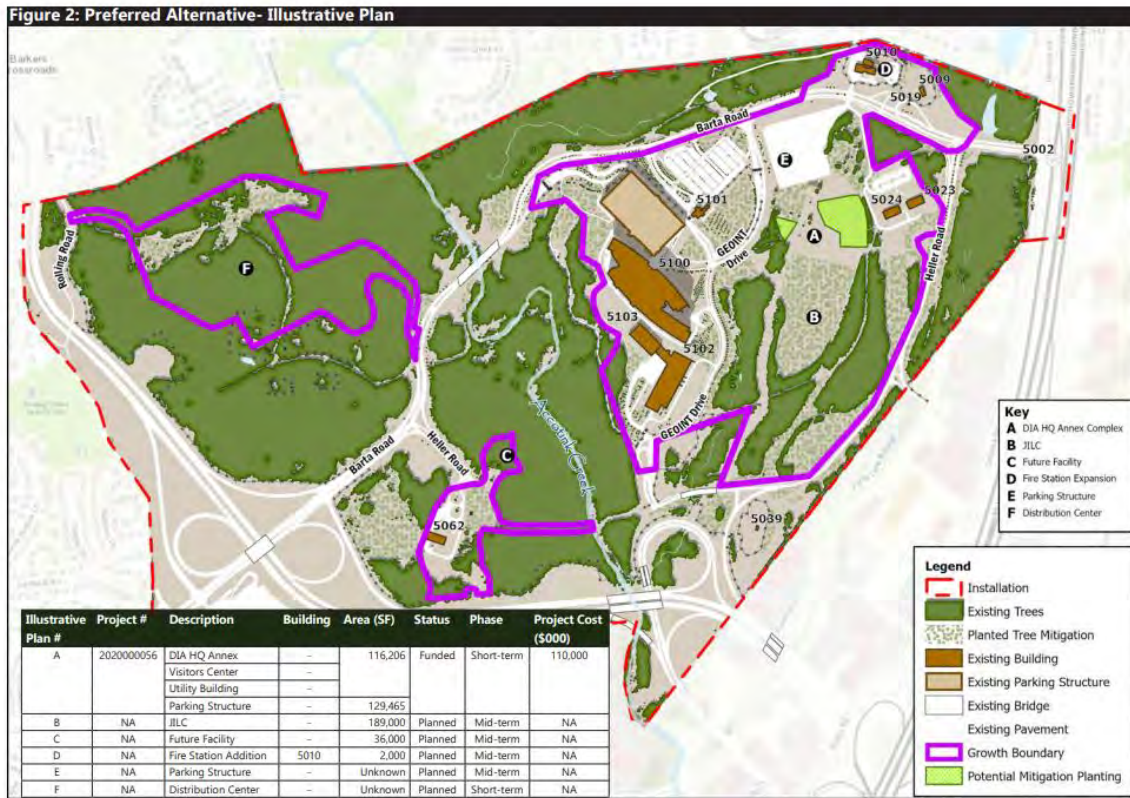 Figure 2: Preferred Alternative- Illustrative Plan
Barkers
crossroads
5010
D
5009
5019
Barta Road
5002
E
5101
5023
5024
Rolling Road
A
GEOINT
Drive
5100
Heller Road
F
B
5103
5102
GEOINT Drive
Accotink Creek
Barta Road
Heller Road
C
5062
5039
Key
A DIA HQ Annex Complex
B JILC
C Future Facility
D Fire Station Expansion
E Parking Structure
F Distribution Center
Legend
Installation
Existing Trees
Planted Tree Mitigation
Existing Building
Existing Parking Structure
Existing Bridge
Existing Pavement
Growth Boundary
Potential Mitigation Planting
Illustrative Plan # Project # Description Building Area (SF) Status Phase Project Cost ($000)
A 2020000056 DIA HQ Annex – 116,206 Funded Short-term 110,000
Visitors Center –
Utility Building –
Parking Structure – 129,465
B NA JILC – 189,000 Planned Mid-term NA
C NA Future Facility – 36,000 Planned Mid-term NA
D NA Fire Station Addition 5010 2,000 Planned Mid-term NA
E NA Parking Structure – Unknown Planned Mid-term NA
F NA Distribution Center – Unknown Planned Short-term NA